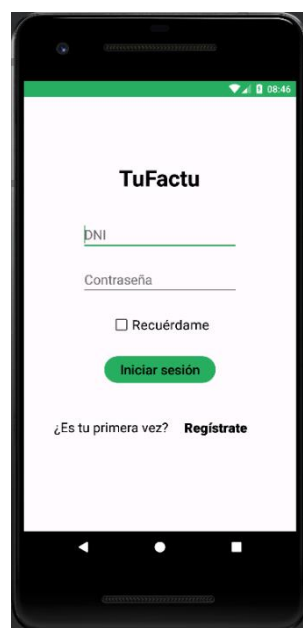 08:46
TuFactu
DNI
Contraseña
Recuérdame
Iniciar sesión
¿Es tu primera vez? Regístrate